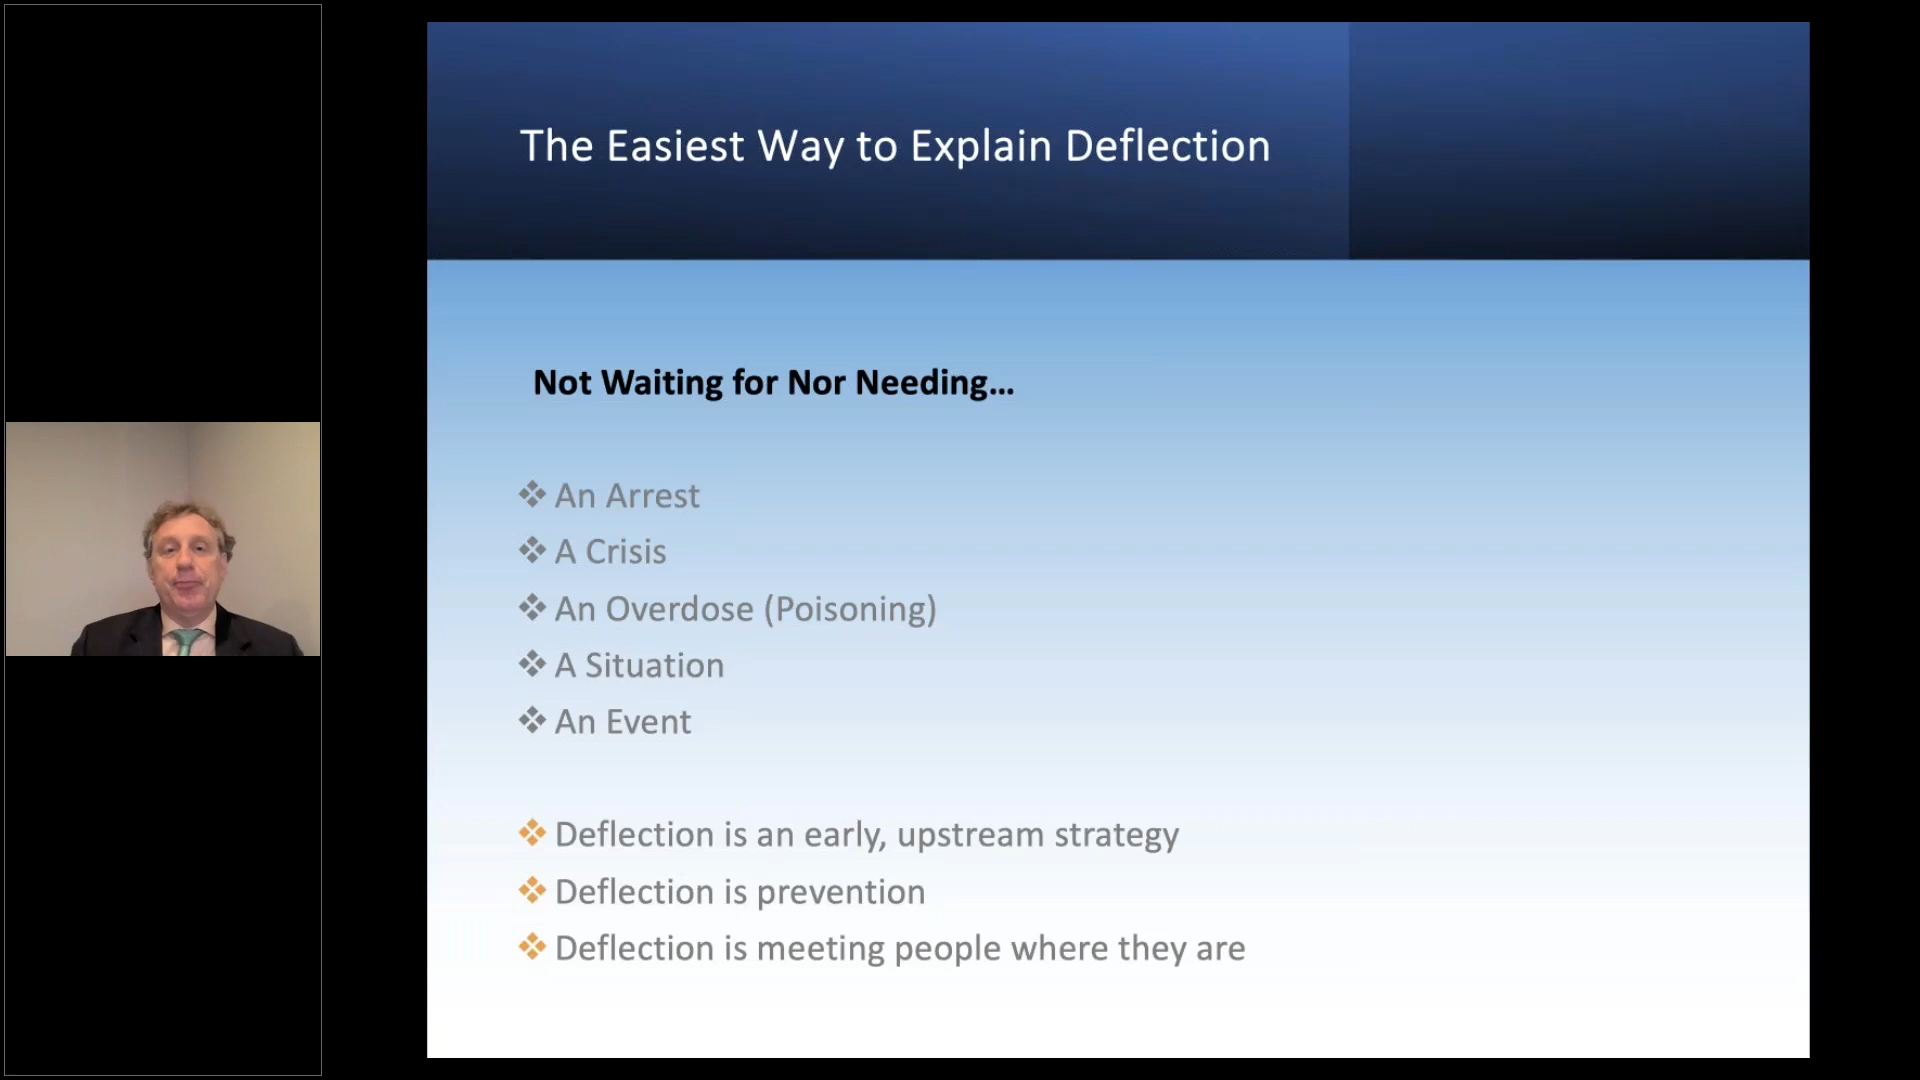 The Easiest Way to Explain Deflection
Not Waiting for Nor Needing...
❖ An Arrest
❖ A Crisis
❖ An Overdose (Poisoning)
❖ A Situation
❖ An Event
❖ Deflection is an early, upstream strategy
❖ Deflection is prevention
❖ Deflection is meeting people where they are